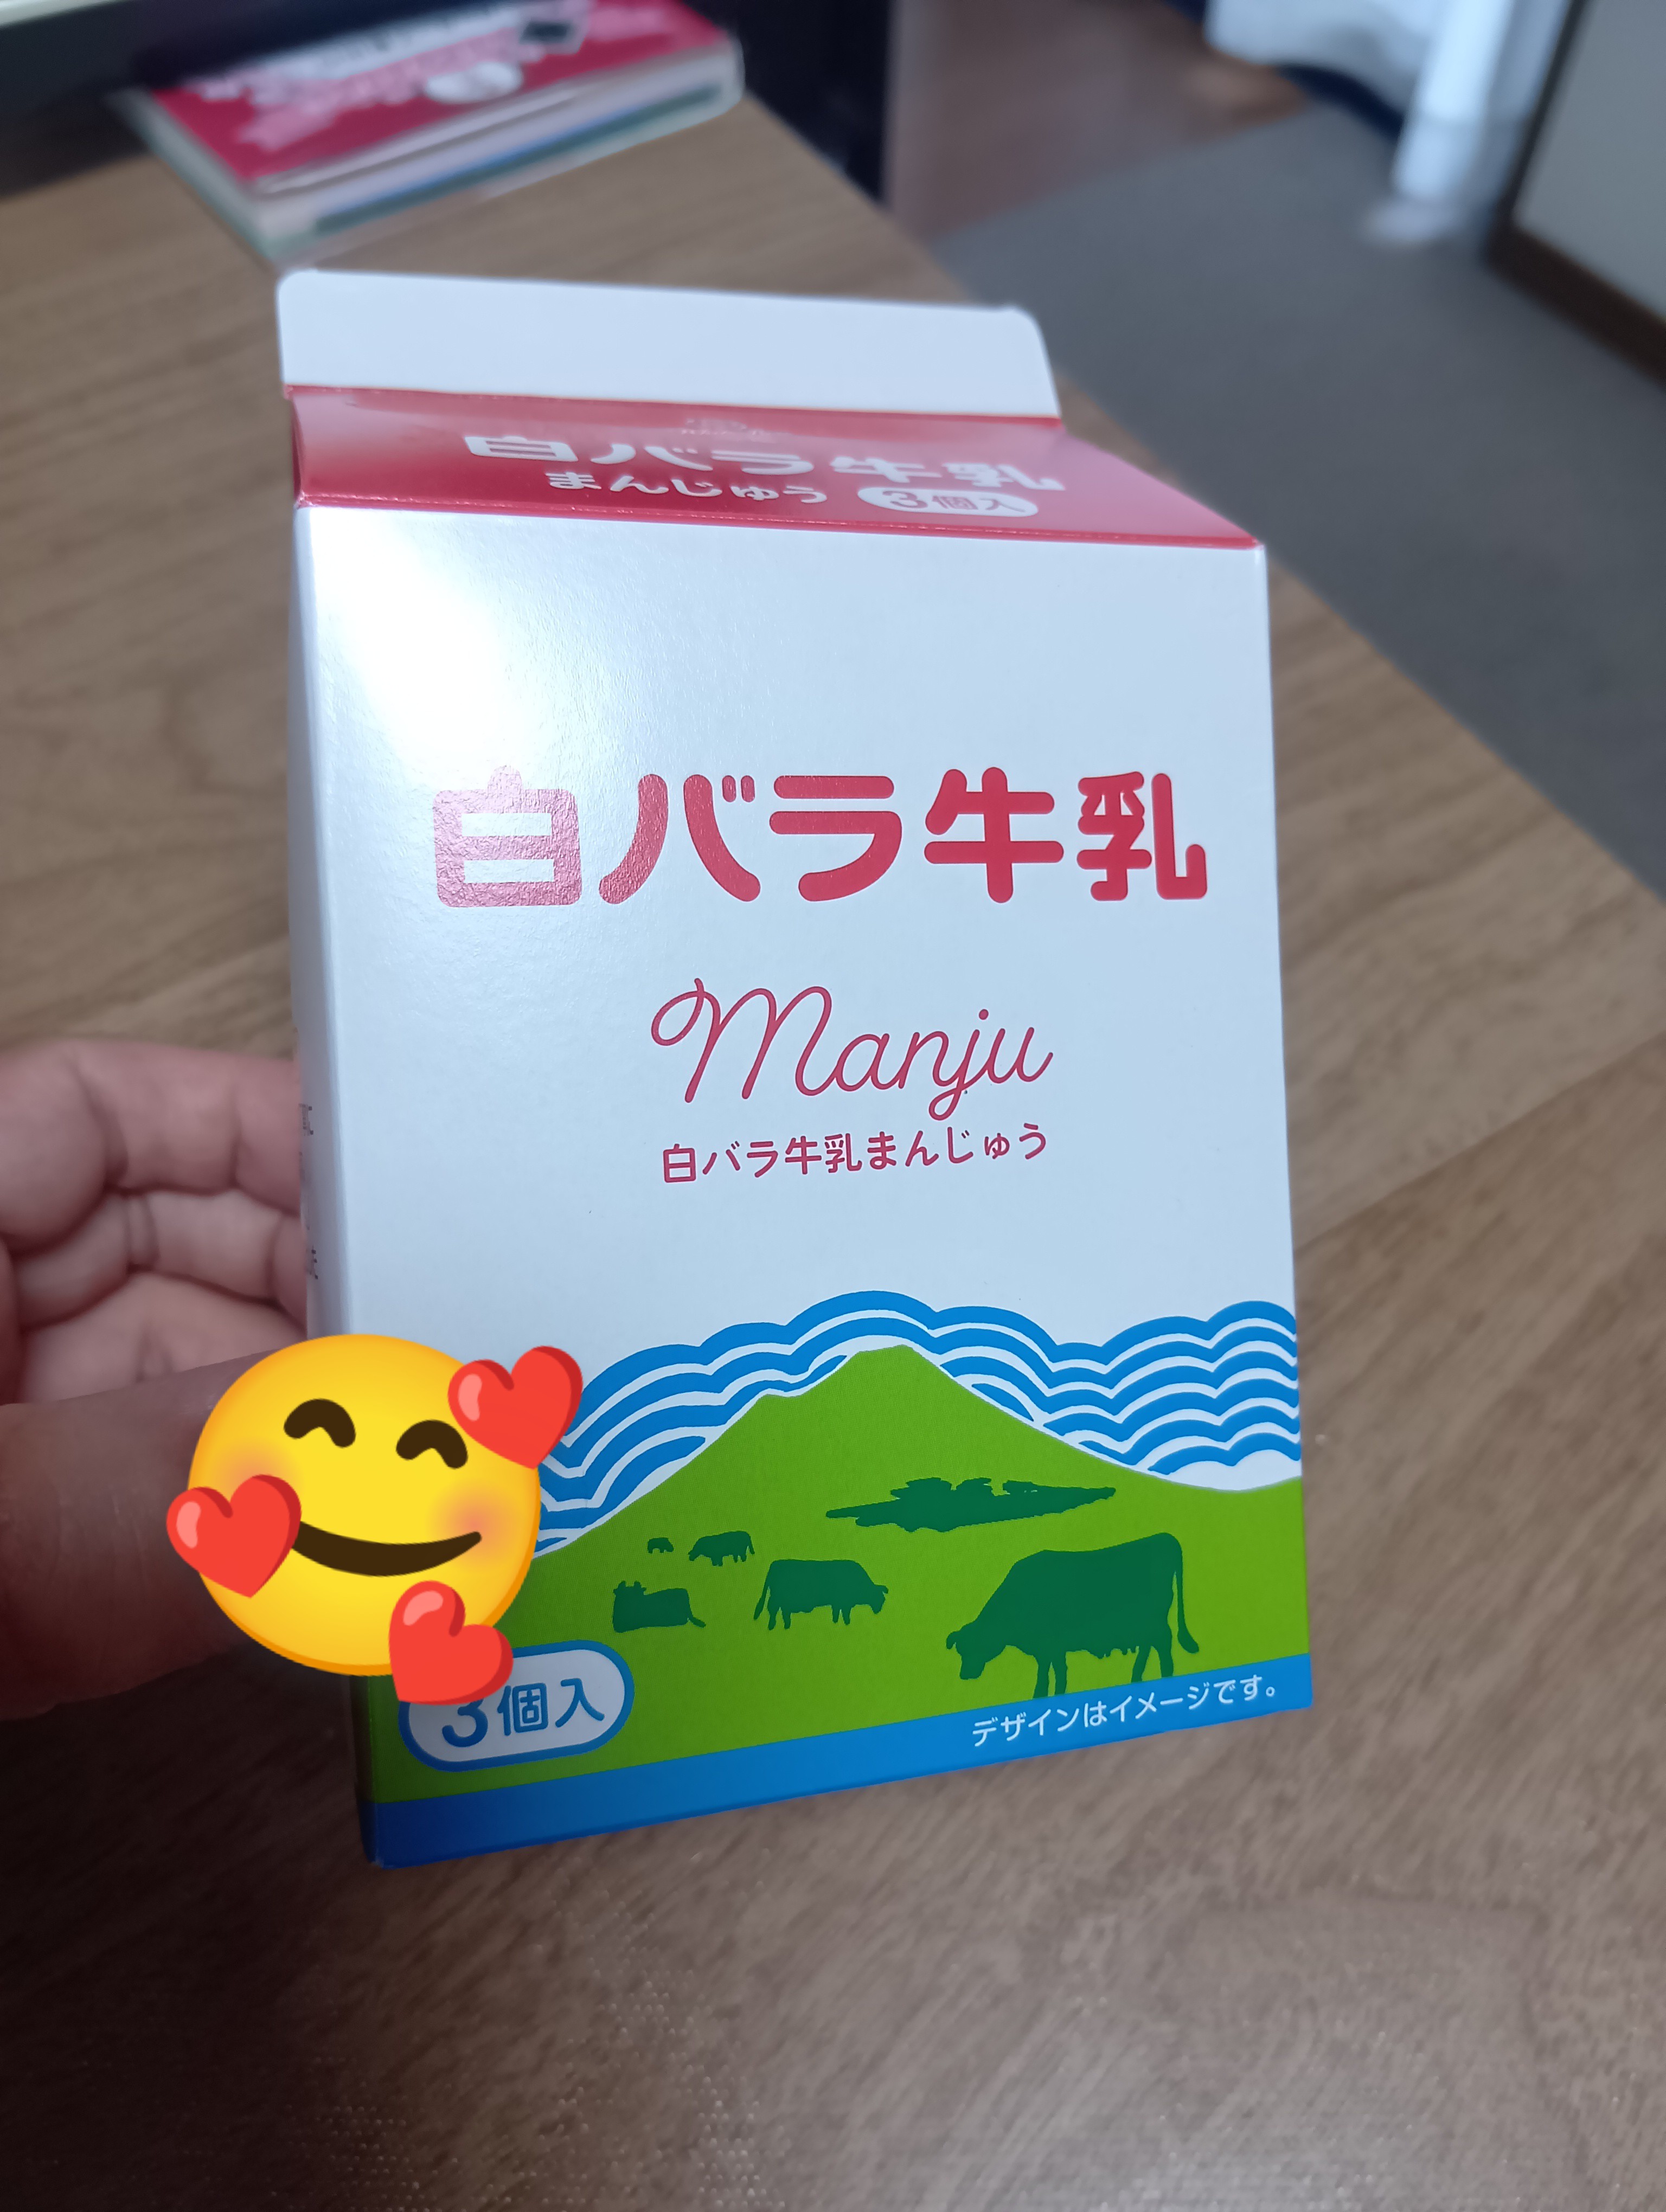 白バラ牛乳
まんじゅう 3個入
白バラ牛乳
Manju
白バラ牛乳まんじゅう
3個入
デザインはイメージです。